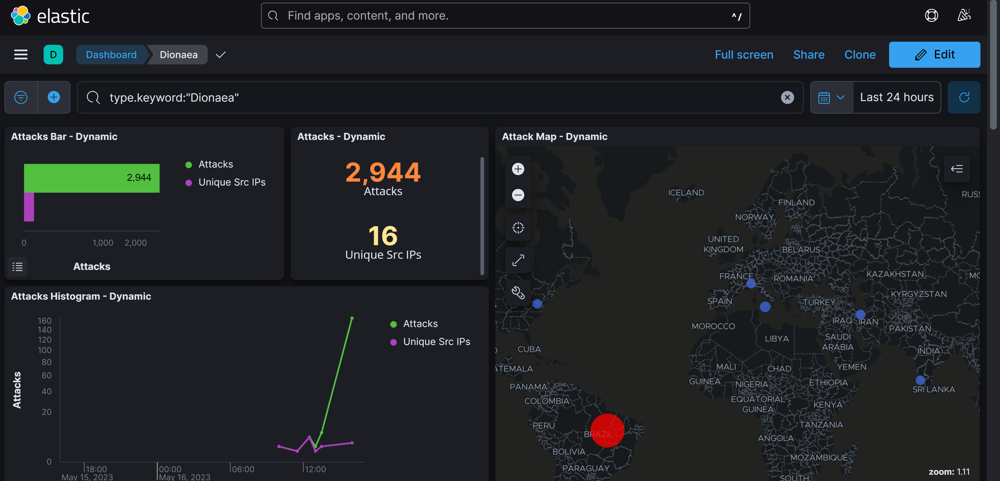 elastic
Find apps, content, and more.
^ /
D
Dashboard
Dionaea
Full screen
Share
Clone
Edit
type.keyword:"Dionaea"
Last 24 hours
Attacks Bar - Dynamic
2,944
Attacks
Unique Src IPs
0
1,000
2,000
Attacks
Attacks - Dynamic
2,944
Attacks
16
Unique Src IPs
Attacks Histogram - Dynamic
160
140
120
100
80
60
40
20
0
Attacks
18:00
May 15, 2023
00:00
May 16, 2023
06:00
12:00
Attacks
Unique Src IPs
Attack Map - Dynamic
ICELAND
RUSS
FINLAND
NORWAY
UNITED
KINGDOM
BELARUS
FRANCE
ROMANIA
KAZAKHSTAN
MO
SPAIN
TURKEY
KYRGYZSTAN
MOROCCO
IRAQ
IRAN
PAKISTAN
LIBYA
SAUDI
ARABIA
CUBA
INDIA
ATEMALA
MALI
CHAD
YEMEN
GUINEA
NIGERIA
ETHIOPIA
PANAMA
SRI LANKA
COLOMBIA
EQUATORIAL
GUINEA
KENYA
PERU
BRAZIL
TANZANIA
ANGOLA
BOLIVIA
MOZAMBIQUE
PARAGUAY
SOUTH
zoom: 1.11